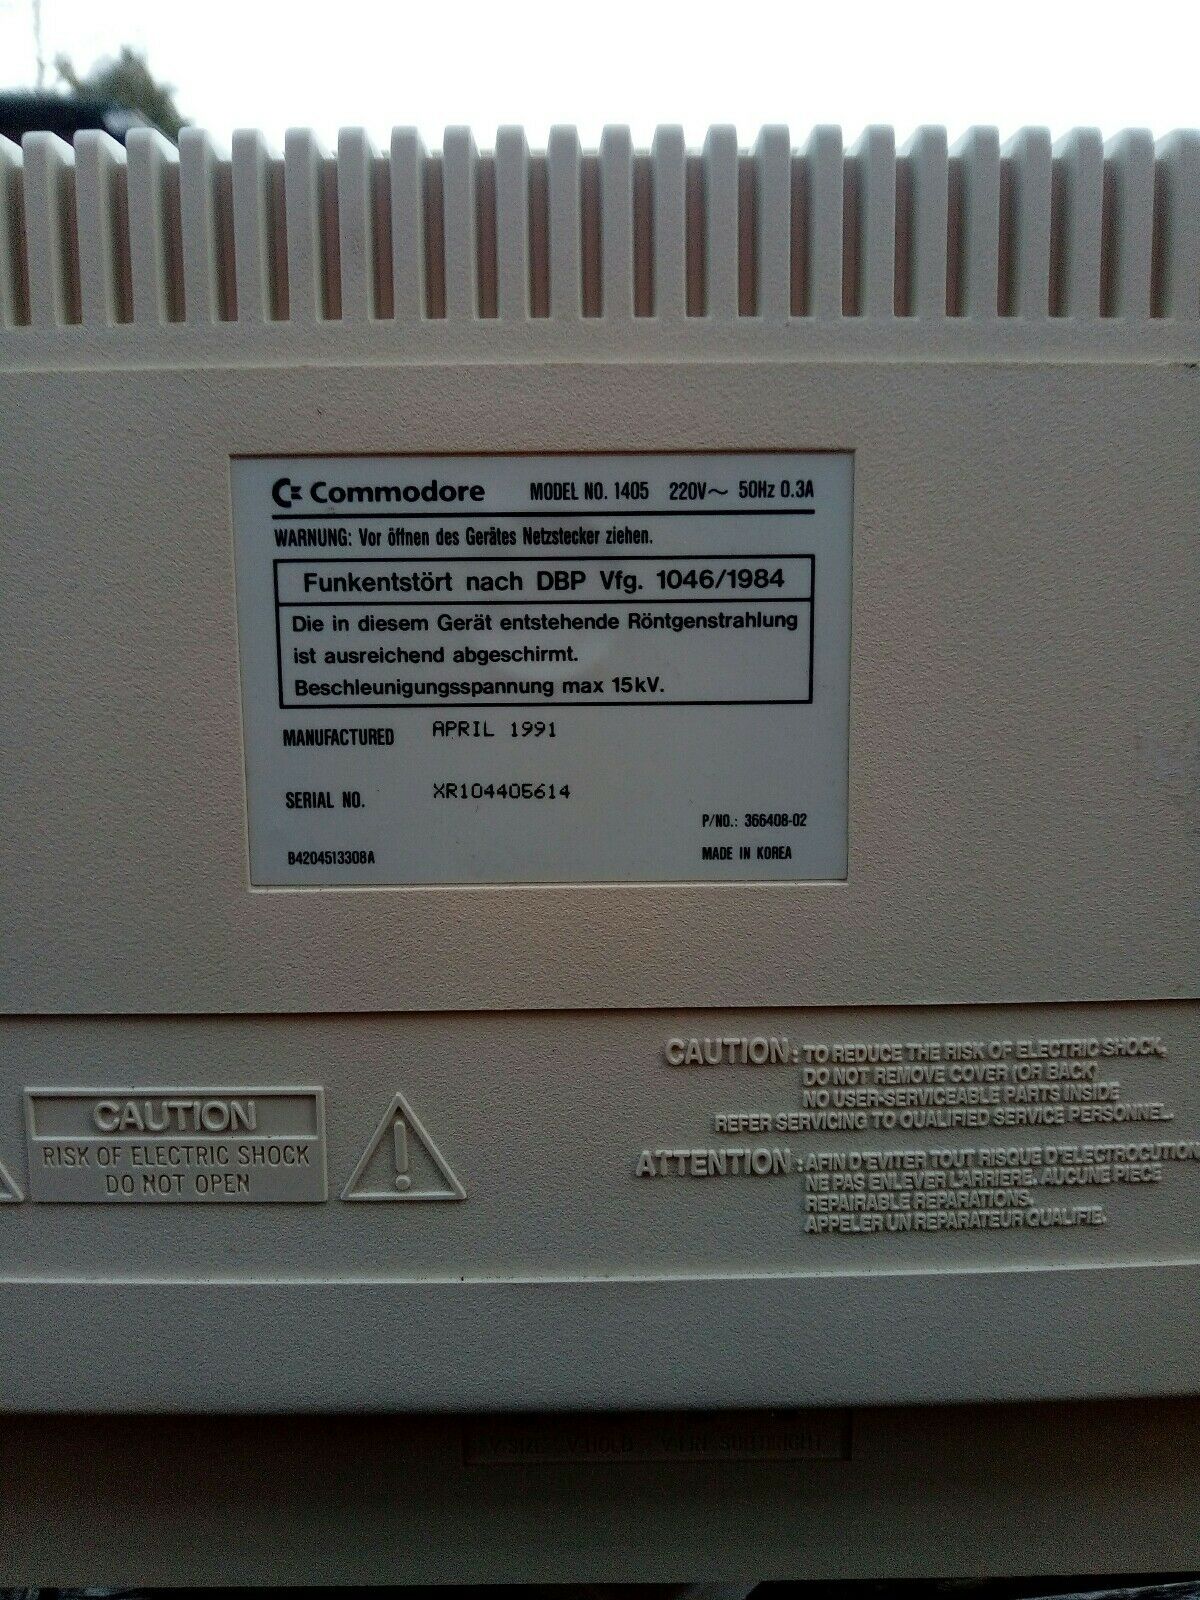 Commodore MODEL NO. 1405 220V~ 50Hz 0.3A
WARNUNG: Vor öffnen des Gerätes Netzstecker ziehen.
Funkentstört nach DBP Vfg. 1046/1984
Die in diesem Gerät entstehende Röntgenstrahlung
ist ausreichend abgeschirmt.
Beschleunigungsspannung max 15kV.
MANUFACTURED APRIL 1991
SERIAL NO. XR104405614
P/NO.: 366408-02
B4204513308A MADE IN KOREA
CAUTION
RISK OF ELECTRIC SHOCK
DO NOT OPEN
CAUTION: TO REDUCE THE RISK OF ELECTRIC SHOCK,
DO NOT REMOVE COVER (OR BACK)
NO USER-SERVICEABLE PARTS INSIDE
REFER SERVICING TO QUALIFIED SERVICE PERSONNEL.
ATTENTION: AFIN D'EVITER TOUT RISQUE D'ELECTROCUTION
NE PAS ENLEVER L'ARRIERE. AUCUNE PIECE
REPAIRABLE REPARATIONS.
APPELER UN REPARATEUR QUALIFIE.
V-SIZE V-HOLD V-LIN